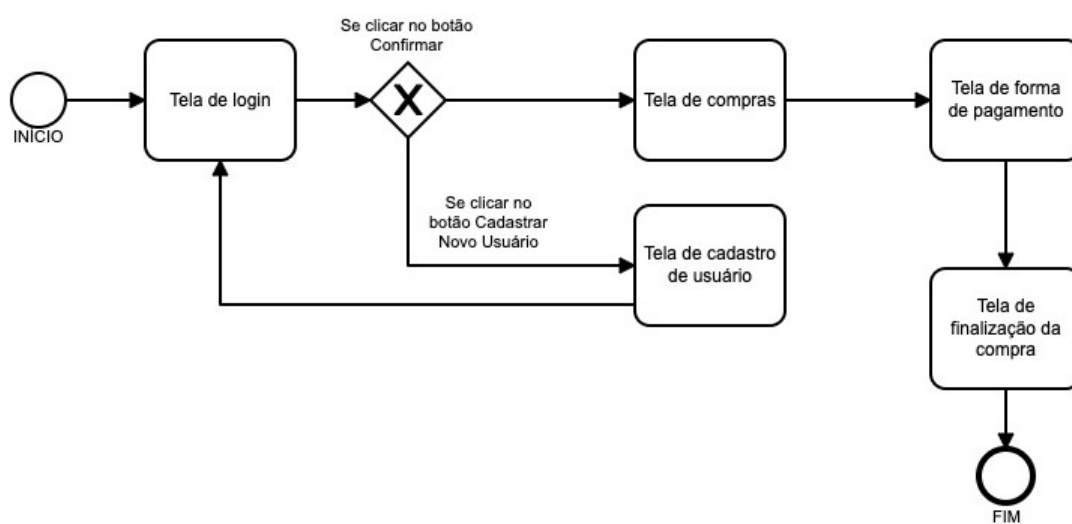 Se clicar no botão
Confirmar
INÍCIO
Tela de login
X
Tela de compras
Tela de forma
de pagamento
Se clicar no
botão Cadastrar
Novo Usuário
Tela de cadastro
de usuário
Tela de
finalização da
compra
FIM